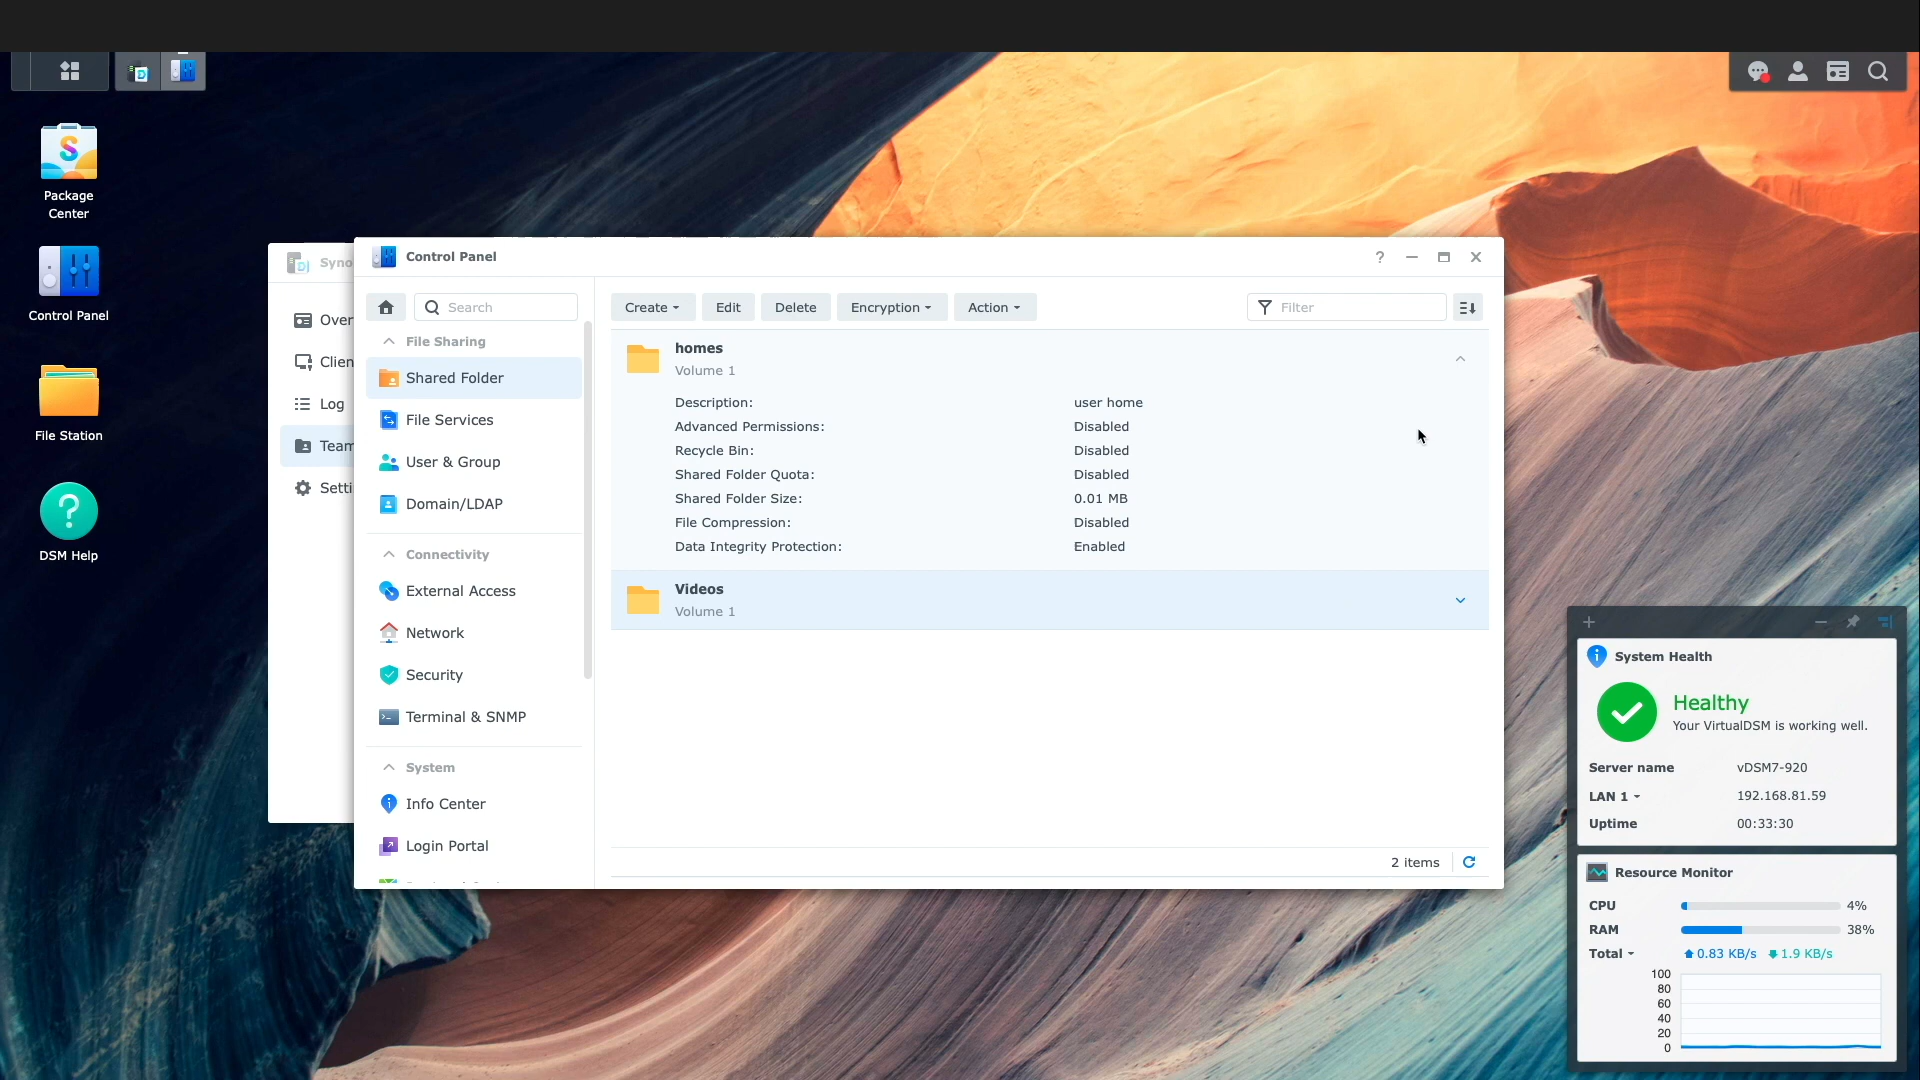 Package
Center
Control Panel
File Station
DSM Help
Syno
Over
Clien
Log
Team
Setti
Control Panel
Search
File Sharing
Shared Folder
File Services
User & Group
Domain/LDAP
Connectivity
External Access
Network
Security
Terminal & SNMP
System
Info Center
Login Portal
Create
Edit
Delete
Encryption
Action
Filter
homes
Volume 1
Description: user home
Advanced Permissions: Disabled
Recycle Bin: Disabled
Shared Folder Quota: Disabled
Shared Folder Size: 0.01 MB
File Compression: Disabled
Data Integrity Protection: Enabled
Videos
Volume 1
2 items
System Health
Healthy
Your VirtualDSM is working well.
Server name vDSM7-920
LAN 1 192.168.81.59
Uptime 00:33:30
Resource Monitor
CPU 4%
RAM 38%
Total 0.83 KB/s 1.9 KB/s
100
80
60
40
20
0